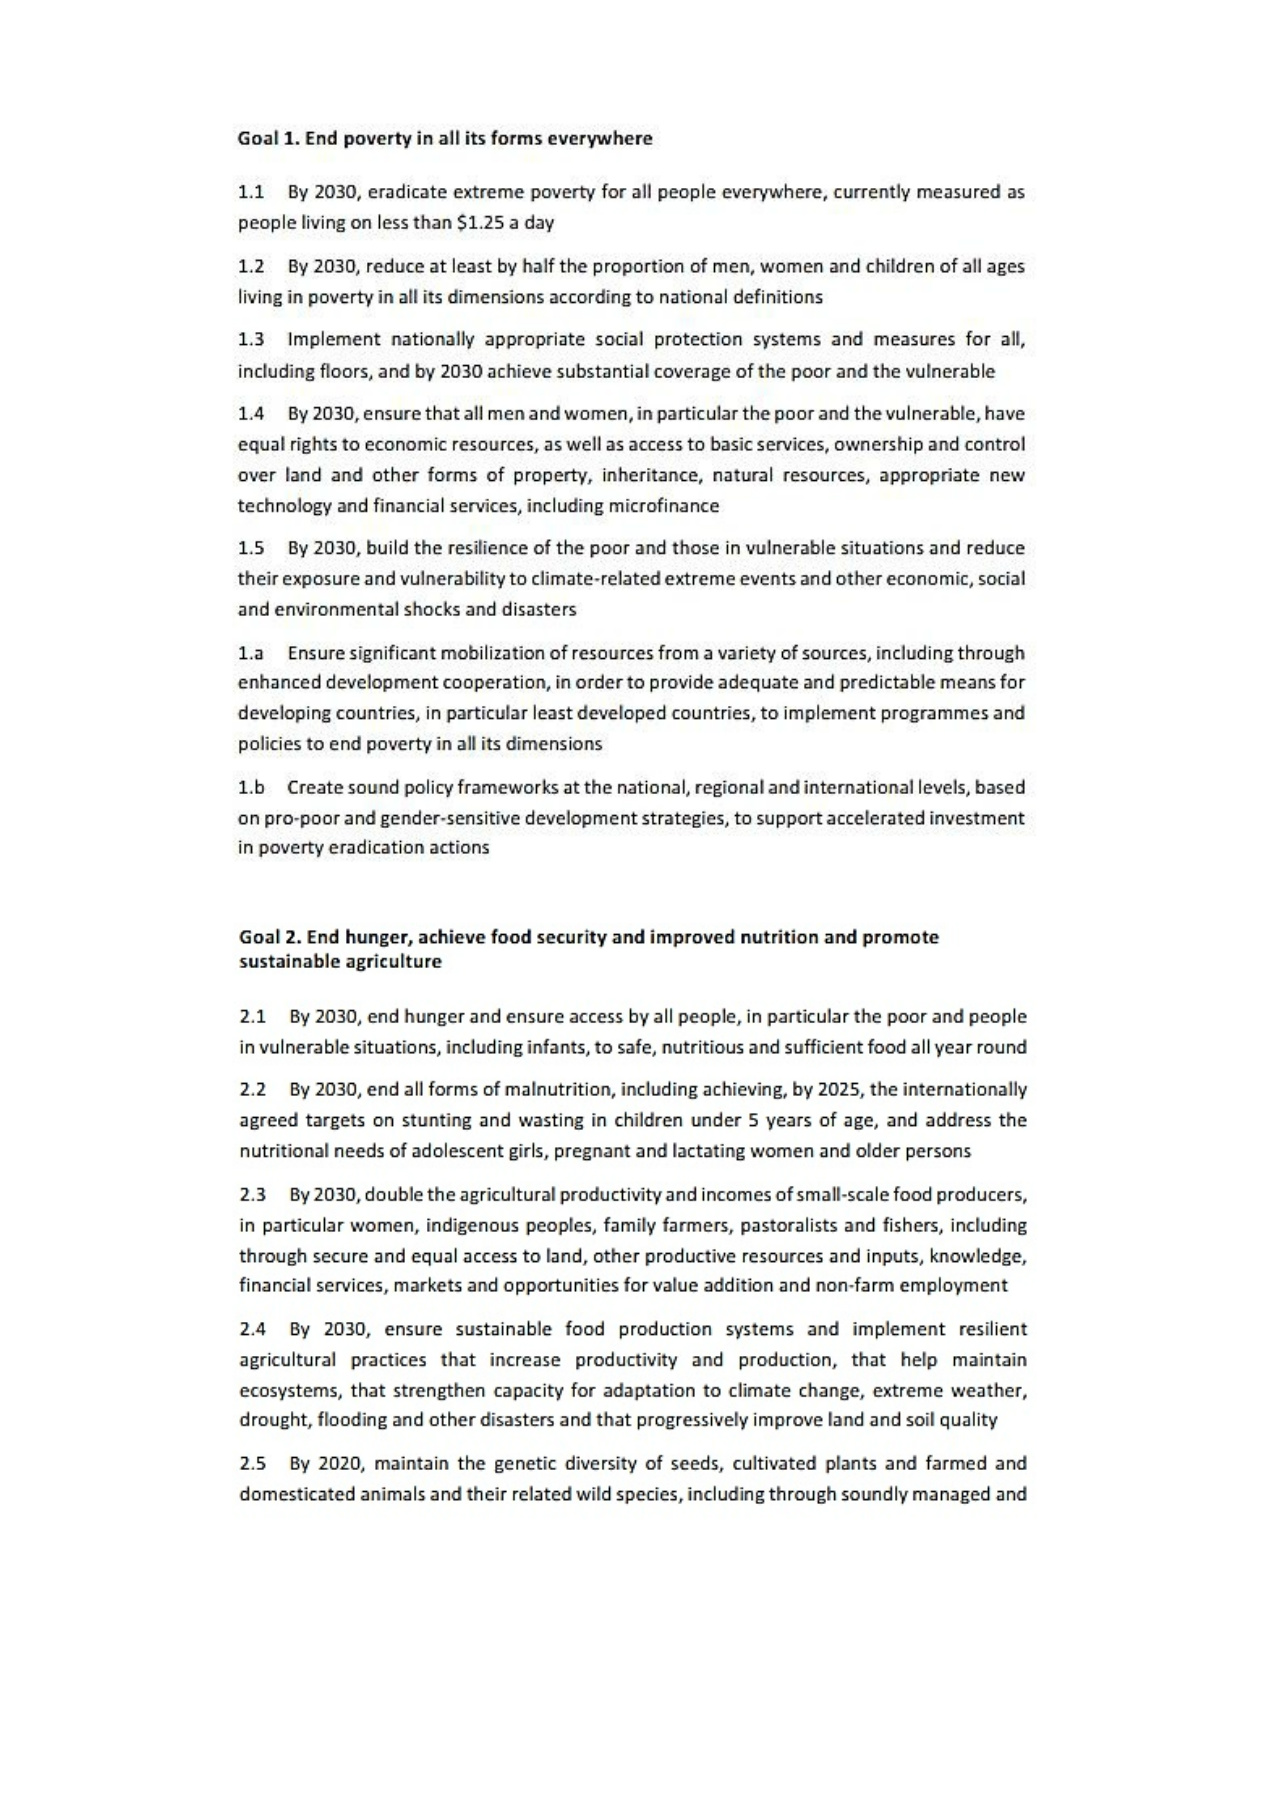 Goal 1. End poverty in all its forms everywhere
1.1 By 2030, eradicate extreme poverty for all people everywhere, currently measured as
people living on less than $1.25 a day
1.2 By 2030, reduce at least by half the proportion of men, women and children of all ages
living in poverty in all its dimensions according to national definitions
1.3 Implement nationally appropriate social protection systems and measures for all,
including floors, and by 2030 achieve substantial coverage of the poor and the vulnerable
1.4 By 2030, ensure that all men and women, in particular the poor and the vulnerable, have
equal rights to economic resources, as well as access to basic services, ownership and control
over land and other forms of property, inheritance, natural resources, appropriate new
technology and financial services, including microfinance
1.5 By 2030, build the resilience of the poor and those in vulnerable situations and reduce
their exposure and vulnerability to climate-related extreme events and other economic, social
and environmental shocks and disasters
1.a Ensure significant mobilization of resources from a variety of sources, including through
enhanced development cooperation, in order to provide adequate and predictable means for
developing countries, in particular least developed countries, to implement programmes and
policies to end poverty in all its dimensions
1.b Create sound policy frameworks at the national, regional and international levels, based
on pro-poor and gender-sensitive development strategies, to support accelerated investment
in poverty eradication actions
Goal 2. End hunger, achieve food security and improved nutrition and promote
sustainable agriculture
2.1 By 2030, end hunger and ensure access by all people, in particular the poor and people
in vulnerable situations, including infants, to safe, nutritious and sufficient food all year round
2.2 By 2030, end all forms of malnutrition, including achieving, by 2025, the internationally
agreed targets on stunting and wasting in children under 5 years of age, and address the
nutritional needs of adolescent girls, pregnant and lactating women and older persons
2.3 By 2030, double the agricultural productivity and incomes of small-scale food producers,
in particular women, indigenous peoples, family farmers, pastoralists and fishers, including
through secure and equal access to land, other productive resources and inputs, knowledge,
financial services, markets and opportunities for value addition and non-farm employment
2.4 By 2030, ensure sustainable food production systems and implement resilient
agricultural practices that increase productivity and production, that help maintain
ecosystems, that strengthen capacity for adaptation to climate change, extreme weather,
drought, flooding and other disasters and that progressively improve land and soil quality
2.5 By 2020, maintain the genetic diversity of seeds, cultivated plants and farmed and
domesticated animals and their related wild species, including through soundly managed and